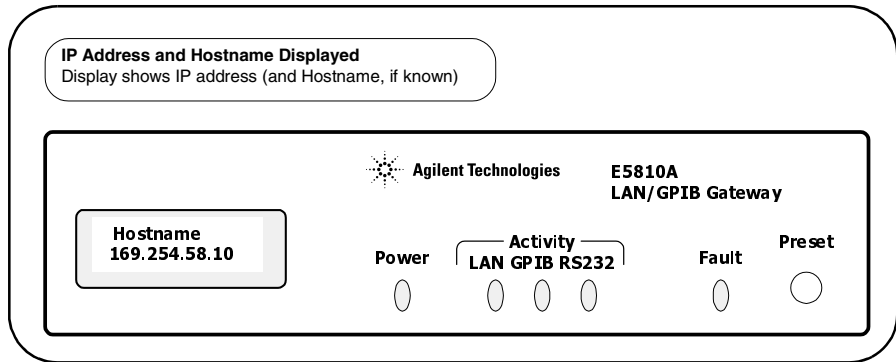 IP Address and Hostname Displayed
Display shows IP address (and Hostname, if known)
Agilent Technologies
E5810A
LAN/GPIB Gateway
Hostname
169.254.58.10
Power
Activity
LAN GPIB RS232
Fault
Preset